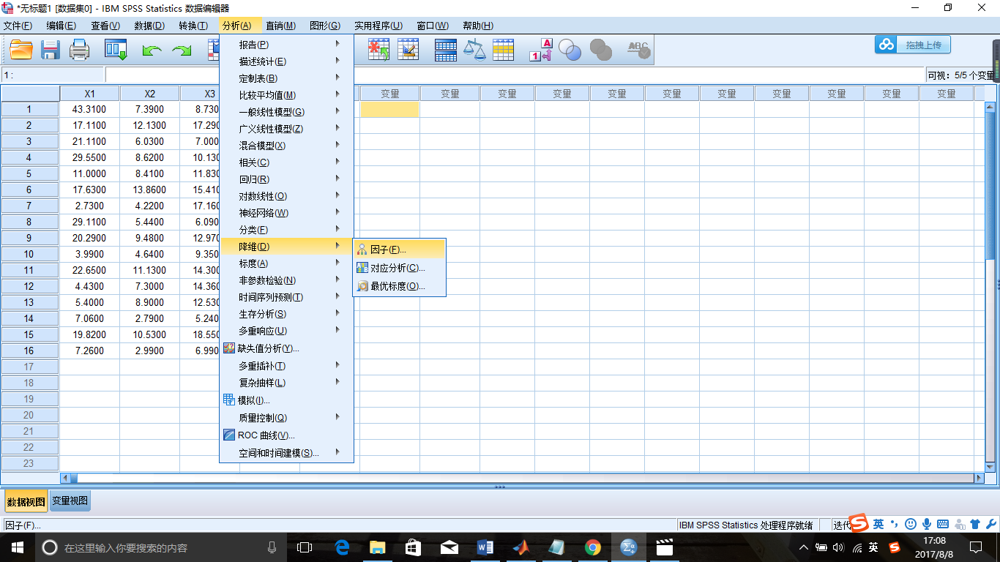 *无标题1 [数据集0] - IBM SPSS Statistics 数据编辑器
文件(F) 编辑(E) 查看(V) 数据(D) 转换(T) 分析(A) 直销(M) 图形(G) 实用程序(U) 窗口(W) 帮助(H)
拖拽上传
1 :
可视：5/5 个变量
X1 X2 X3 变量 变量 变量 变量 变量 变量 变量 变量 变量 变量 变量
1 43.3100 7.3900 8.730
2 17.1100 12.1300 17.290
3 21.1100 6.0300 7.000
4 29.5500 8.6200 10.130
5 11.0000 8.4100 11.830
6 17.6300 13.8600 15.410
7 2.7300 4.2200 17.160
8 29.1100 5.4400 6.090
9 20.2900 9.4800 12.970
10 3.9900 4.6400 9.350
11 22.6500 11.1300 14.300
12 4.4300 7.3000 14.360
13 5.4000 8.9000 12.530
14 7.0600 2.7900 5.240
15 19.8200 10.5300 18.550
16 7.2600 2.9900 6.990
17
18
19
20
21
22
23
报告(P)
描述统计(E)
定制表(B)
比较平均值(M)
一般线性模型(G)
广义线性模型(Z)
混合模型(X)
相关(C)
回归(R)
对数线性(O)
神经网络(W)
分类(F)
降维(D)
标度(A)
非参数检验(N)
时间序列预测(T)
生存分析(S)
多重响应(U)
缺失值分析(Y)...
多重插补(T)
复杂抽样(L)
模拟(I)...
质量控制(Q)
ROC 曲线(V)...
空间和时间建模(S)...
因子(F)...
对应分析(C)...
最优标度(O)...
数据视图 变量视图
因子(F)...
IBM SPSS Statistics 处理程序就绪
迭代
英
在这里输入你要搜索的内容
英
17:08
2017/8/8